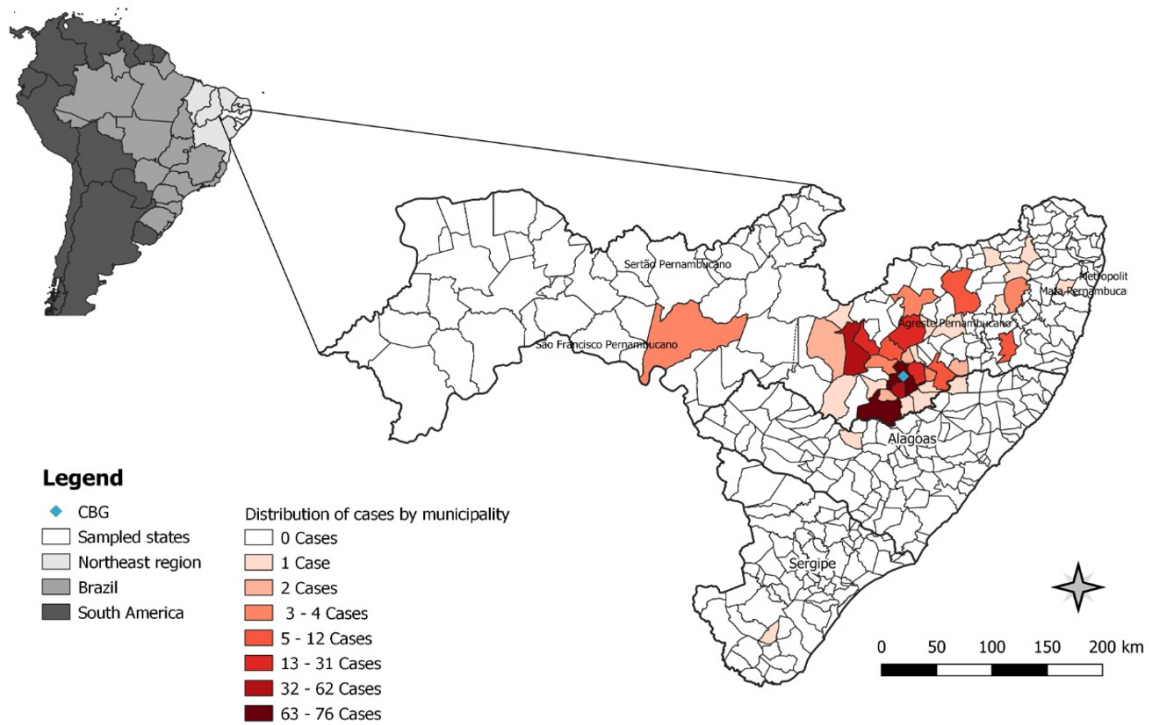 Sertão Pernambucano
Metropolit
Mata Pernambuca
Agreste Pernambucano
São Francisco Pernambucano
Alagoas
Sergipe
Legend
CBG
Sampled states
Northeast region
Brazil
South America
Distribution of cases by municipality
0 Cases
1 Case
2 Cases
3 - 4 Cases
5 - 12 Cases
13 - 31 Cases
32 - 62 Cases
63 - 76 Cases
0 50 100 150 200 km